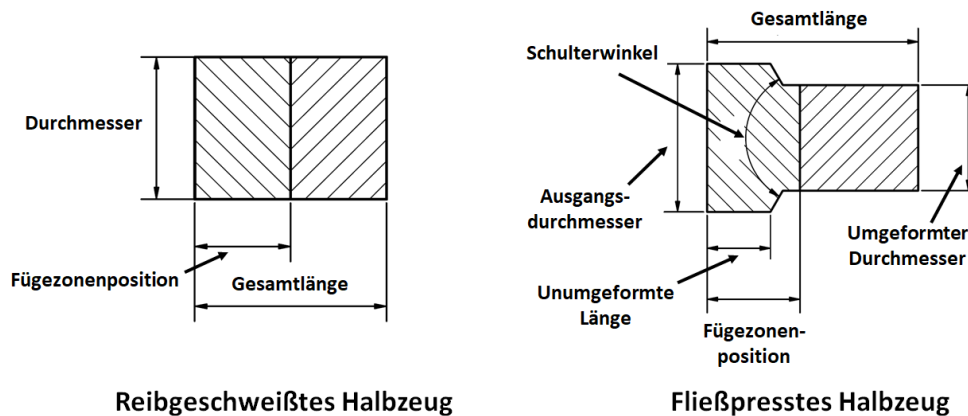 Durchmesser
Fügezonenposition
Gesamtlänge
Reibgeschweißtes Halbzeug
Gesamtlänge
Schulterwinkel
Ausgangs-
durchmesser
Umgeformter
Durchmesser
Unumgeformte
Länge
Fügezonen-
position
Fließpresstes Halbzeug